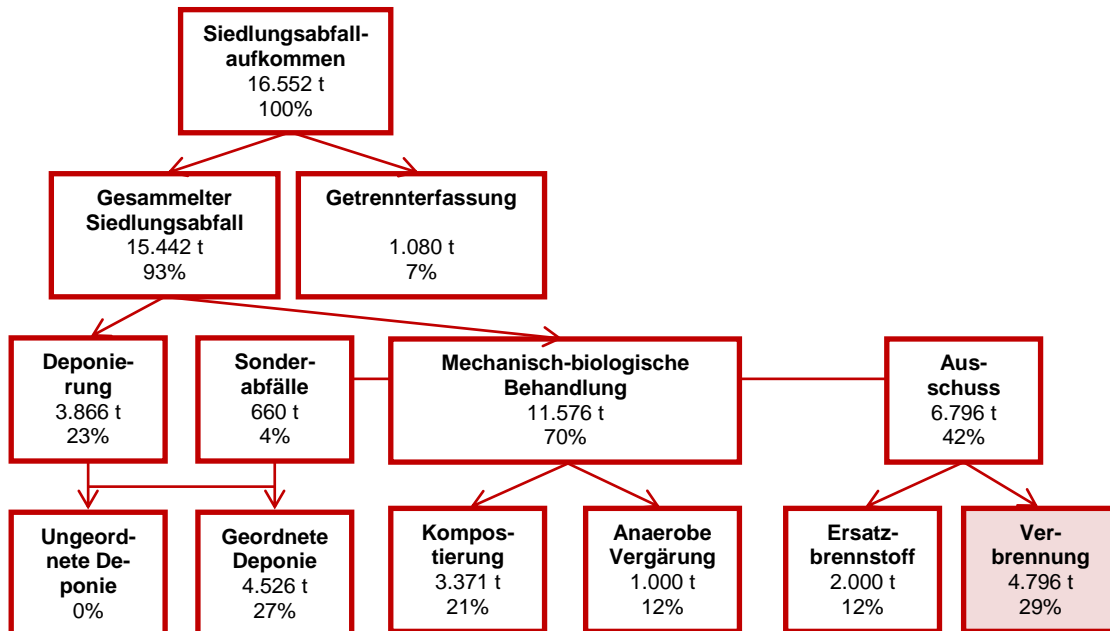 Siedlungsabfall-
aufkommen
16.552 t
100%
Gesammelter
Siedlungsabfall
15.442 t
93%
Getrennterfassung
1.080 t
7%
Deponie-
rung
3.866 t
23%
Sonder-
abfälle
660 t
4%
Mechanisch-biologische
Behandlung
11.576 t
70%
Aus-
schuss
6.796 t
42%
Ungeord-
nete De-
ponie
0%
Geordnete
Deponie
4.526 t
27%
Kompos-
tierung
3.371 t
21%
Anaerobe
Vergärung
1.000 t
12%
Ersatz-
brennstoff
2.000 t
12%
Ver-
brennung
4.796 t
29%